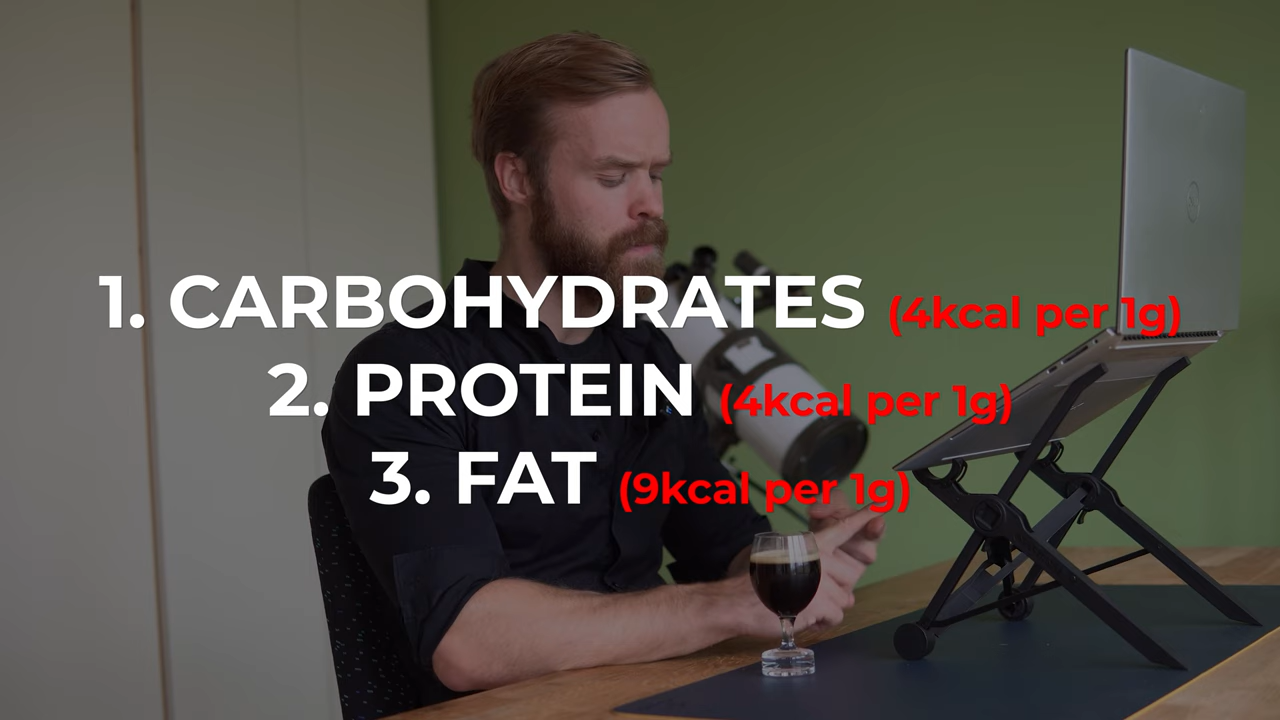 1. CARBOHYDRATES (4kcal per 1g)
2. PROTEIN (4kcal per 1g)
3. FAT (9kcal per 1g)